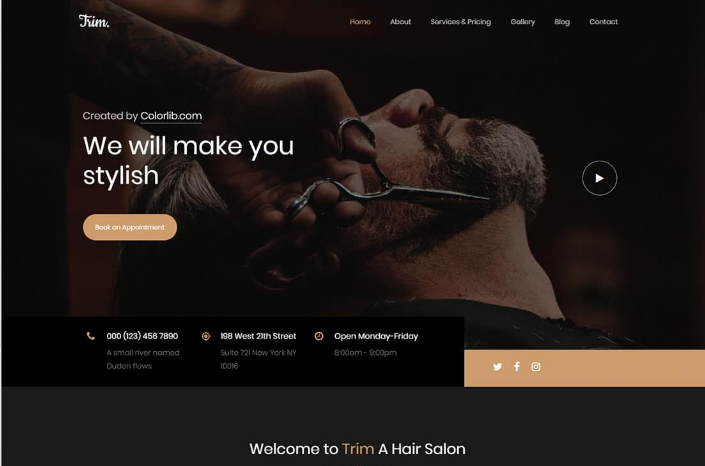 Trim.
Home About Services & Pricing Gallery Blog Contact
Created by Colorlib.com
We will make you
stylish
Book an Appointment
000 (123) 456 7890
A small river named
Duden flows
198 West 21th Street
Suite 721 New York NY
10016
Open Monday-Friday
8:00am - 9:00pm
Welcome to Trim A Hair Salon